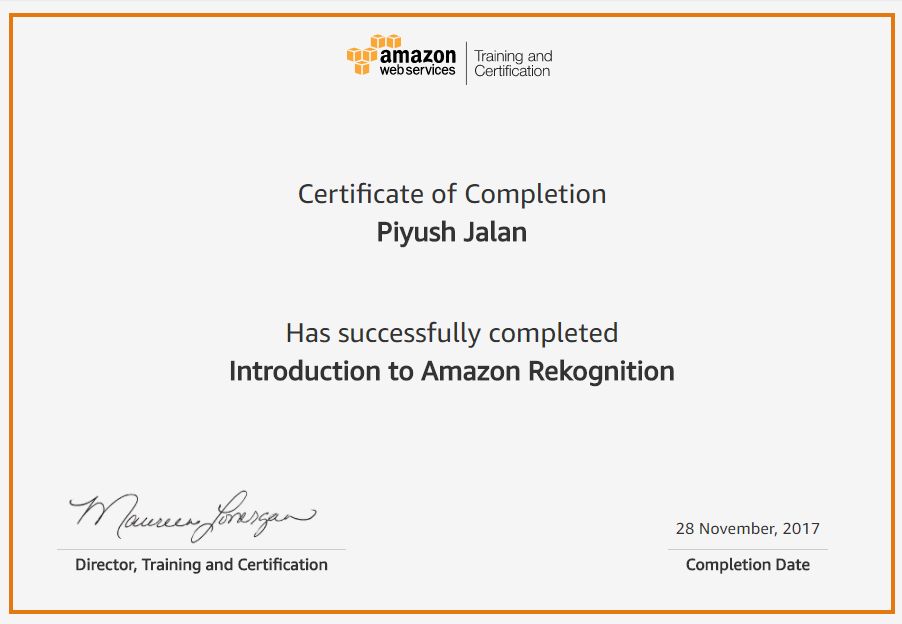 amazon
web services
Training and
Certification
Certificate of Completion
Piyush Jalan
Has successfully completed
Introduction to Amazon Rekognition
Maureen Lonergan
Director, Training and Certification
28 November, 2017
Completion Date